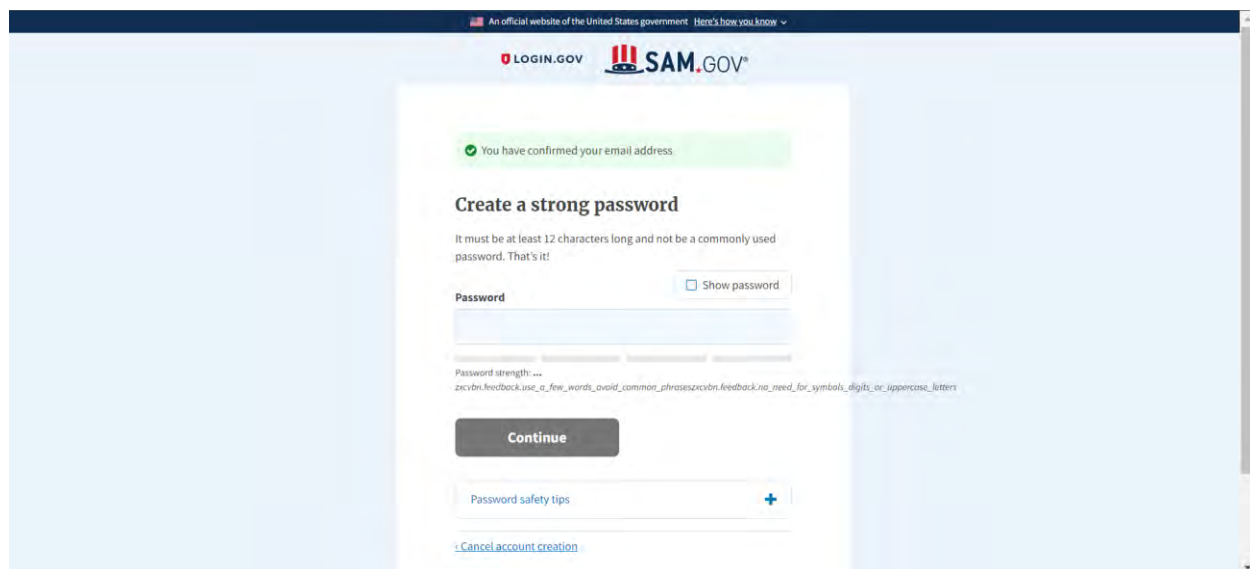 An official website of the United States government Here's how you know
LOGIN.GOV SAM.GOV®
You have confirmed your email address
Create a strong password
It must be at least 12 characters long and not be a commonly used
password. That's it!
Show password
Password
Password strength: ...
zxcvbn.feedback.use_a_few_words_avoid_common_phraseszxcvbn.feedback.no_need_for_symbols_digits_or_uppercase_letters
Continue
Password safety tips
‹ Cancel account creation